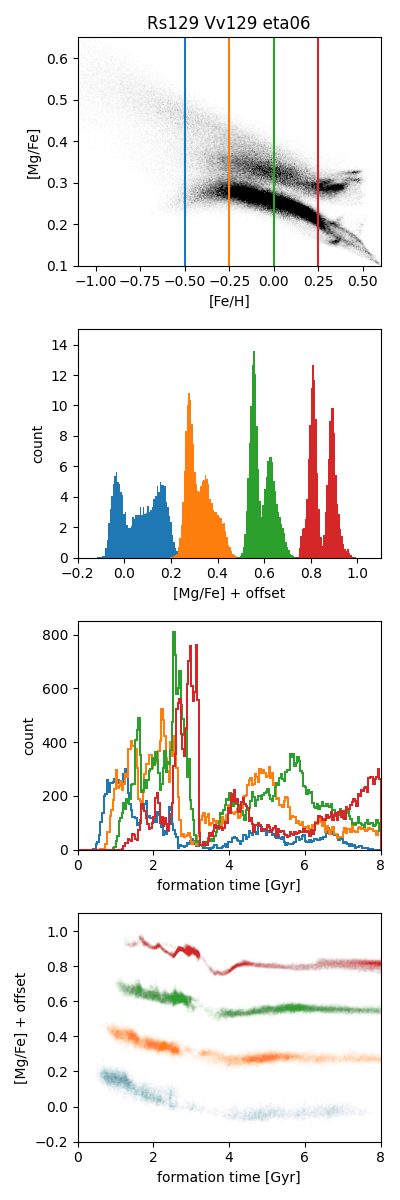 Rs129 Vv129 eta06
0.6
0.5
0.4
0.3
0.2
0.1
[Mg/Fe]
−1.00 −0.75 −0.50 −0.25 0.00 0.25 0.50
[Fe/H]
14
12
10
8
6
4
2
0
count
−0.2 0.0 0.2 0.4 0.6 0.8 1.0
[Mg/Fe] + offset
800
600
400
200
0
count
0 2 4 6 8
formation time [Gyr]
1.0
0.8
0.6
0.4
0.2
0.0
−0.2
[Mg/Fe] + offset
0 2 4 6 8
formation time [Gyr]